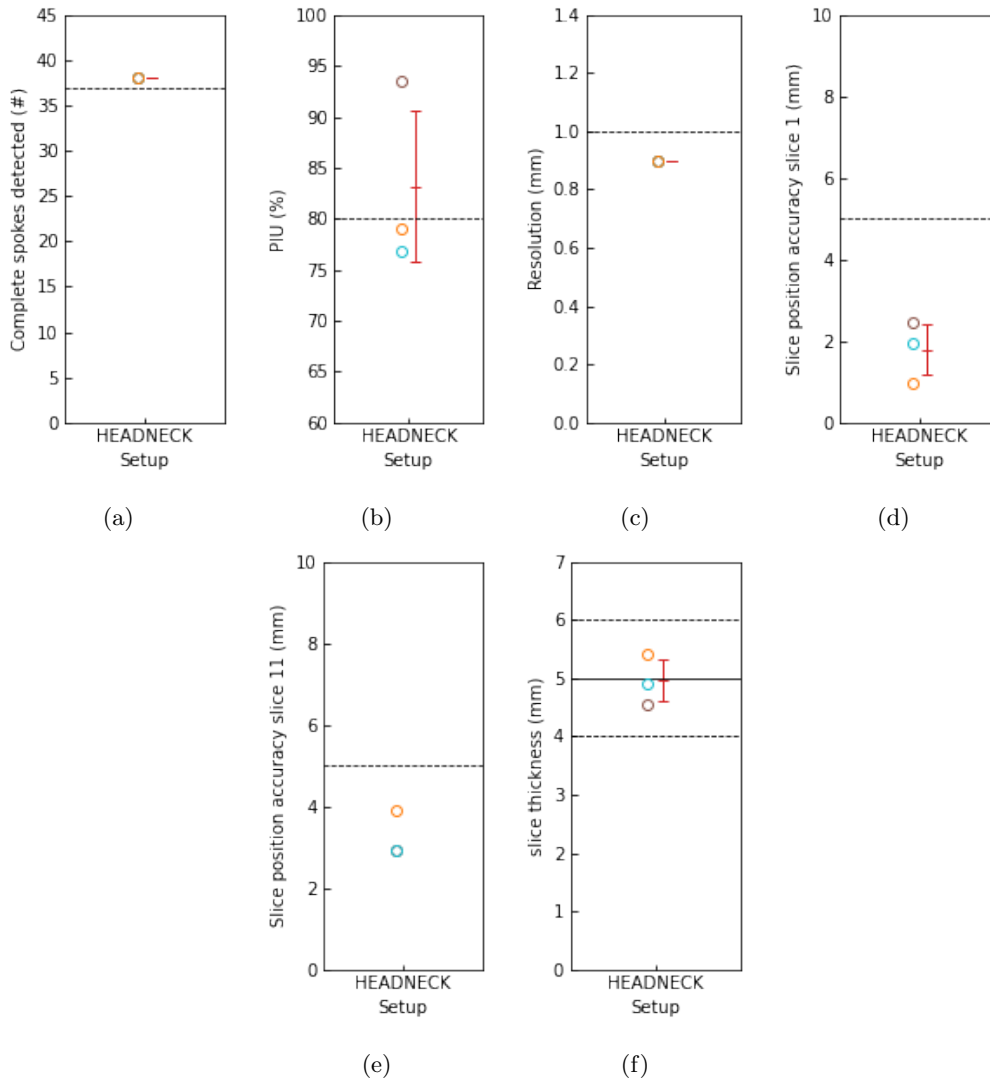 Complete spokes detected (#)
45
40
35
30
25
20
15
10
5
0
HEADNECK
Setup
(a)
PIU (%)
100
95
90
85
80
75
70
65
60
HEADNECK
Setup
(b)
Resolution (mm)
1.4
1.2
1.0
0.8
0.6
0.4
0.2
0.0
HEADNECK
Setup
(c)
Slice position accuracy slice 1 (mm)
10
8
6
4
2
0
HEADNECK
Setup
(d)
Slice position accuracy slice 11 (mm)
10
8
6
4
2
0
HEADNECK
Setup
(e)
slice thickness (mm)
7
6
5
4
3
2
1
0
HEADNECK
Setup
(f)